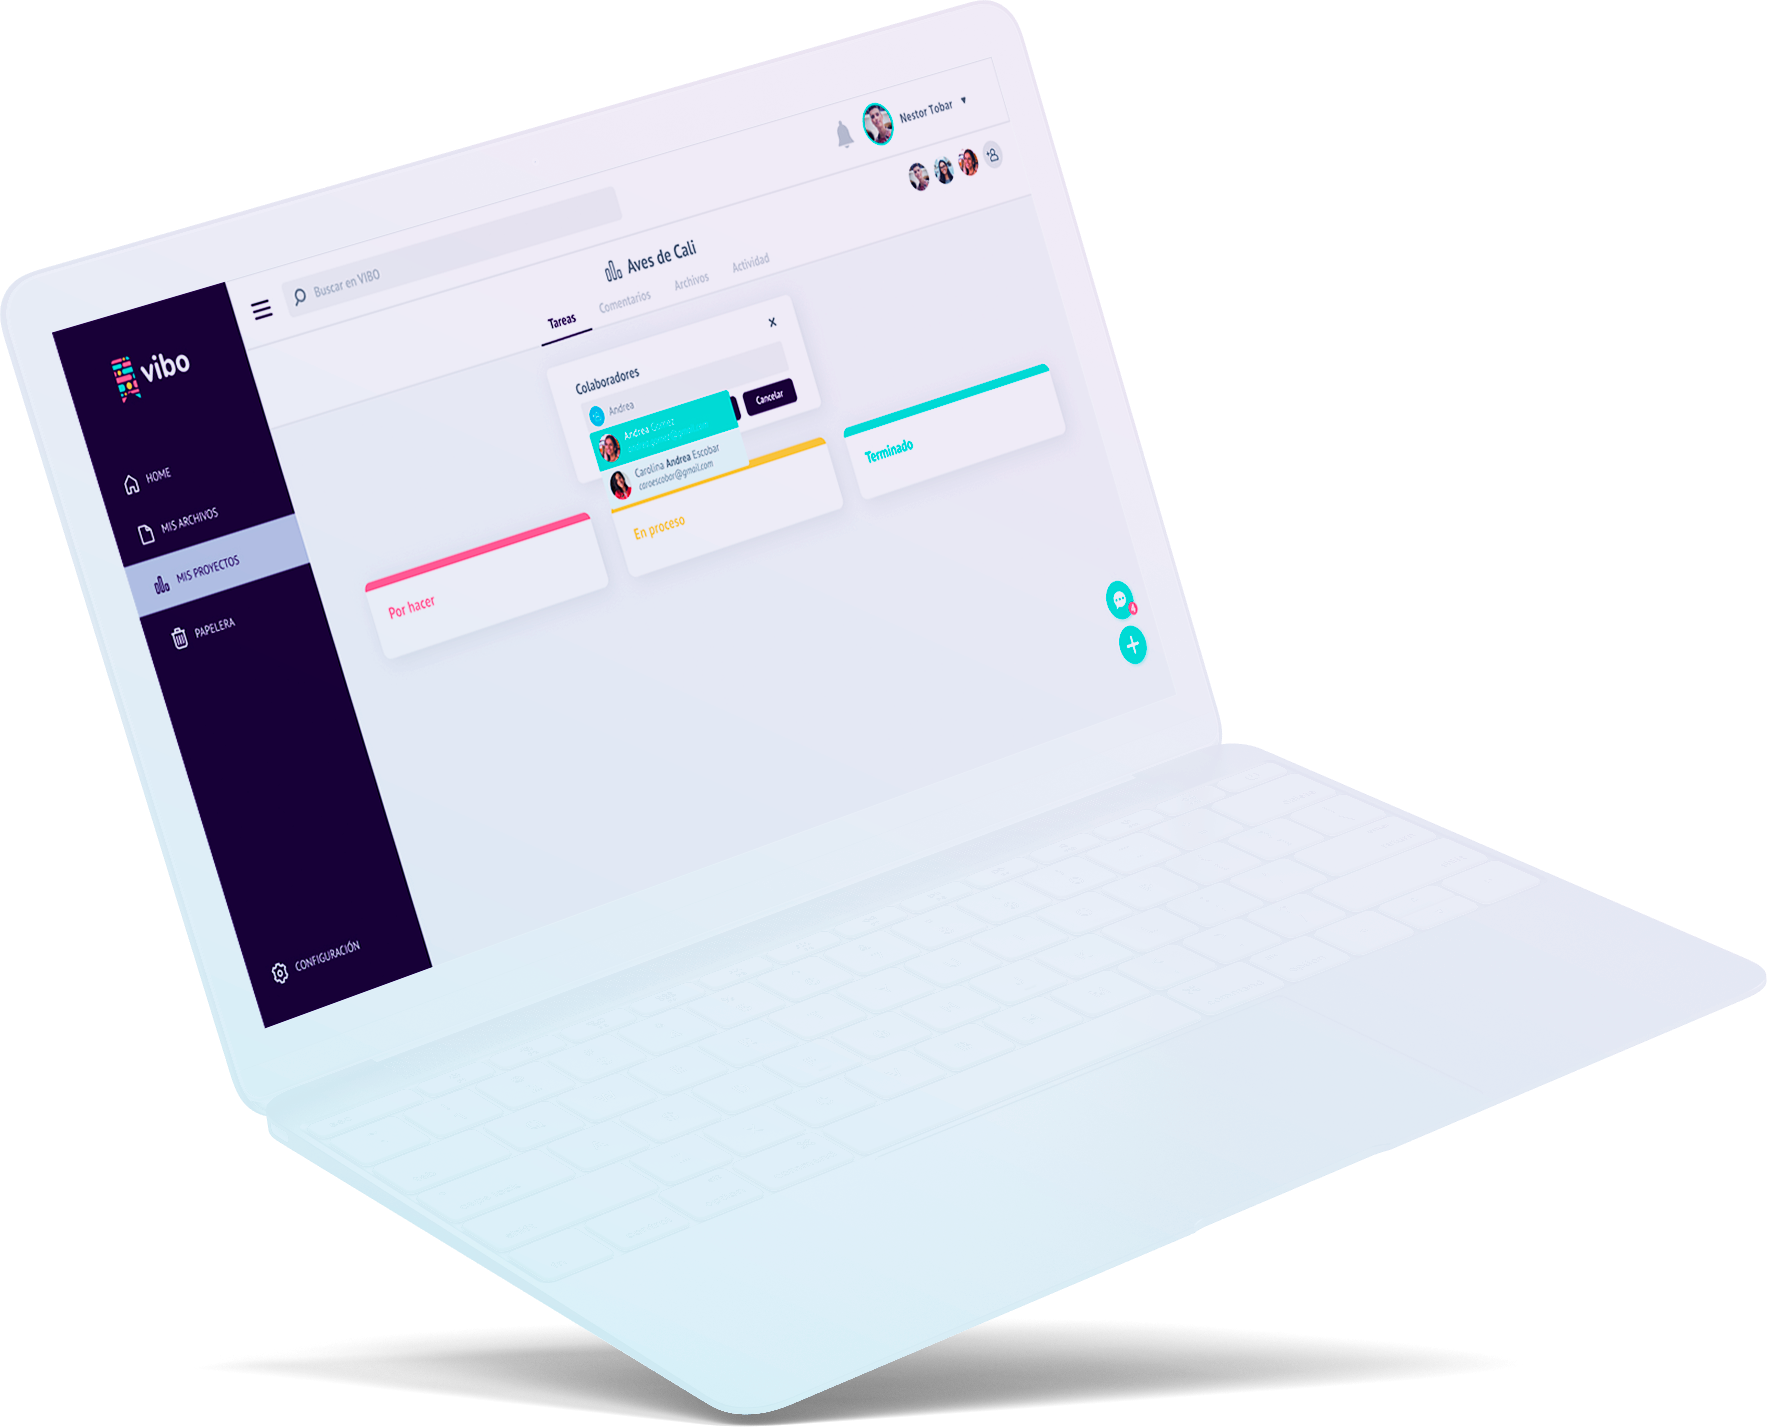 Nestor Tobar
Buscar en VIBO
Aves de Cali
Tareas
Comentarios
Archivos
Actividad
vibo
HOME
MIS ARCHIVOS
MIS PROYECTOS
PAPELERA
CONFIGURACIÓN
X
Colaboradores
Andrea
Cancelar
Andrea Gomez
Carolina Andrea Escobar
caroescobar@gmail.com
Por hacer
En proceso
Terminado